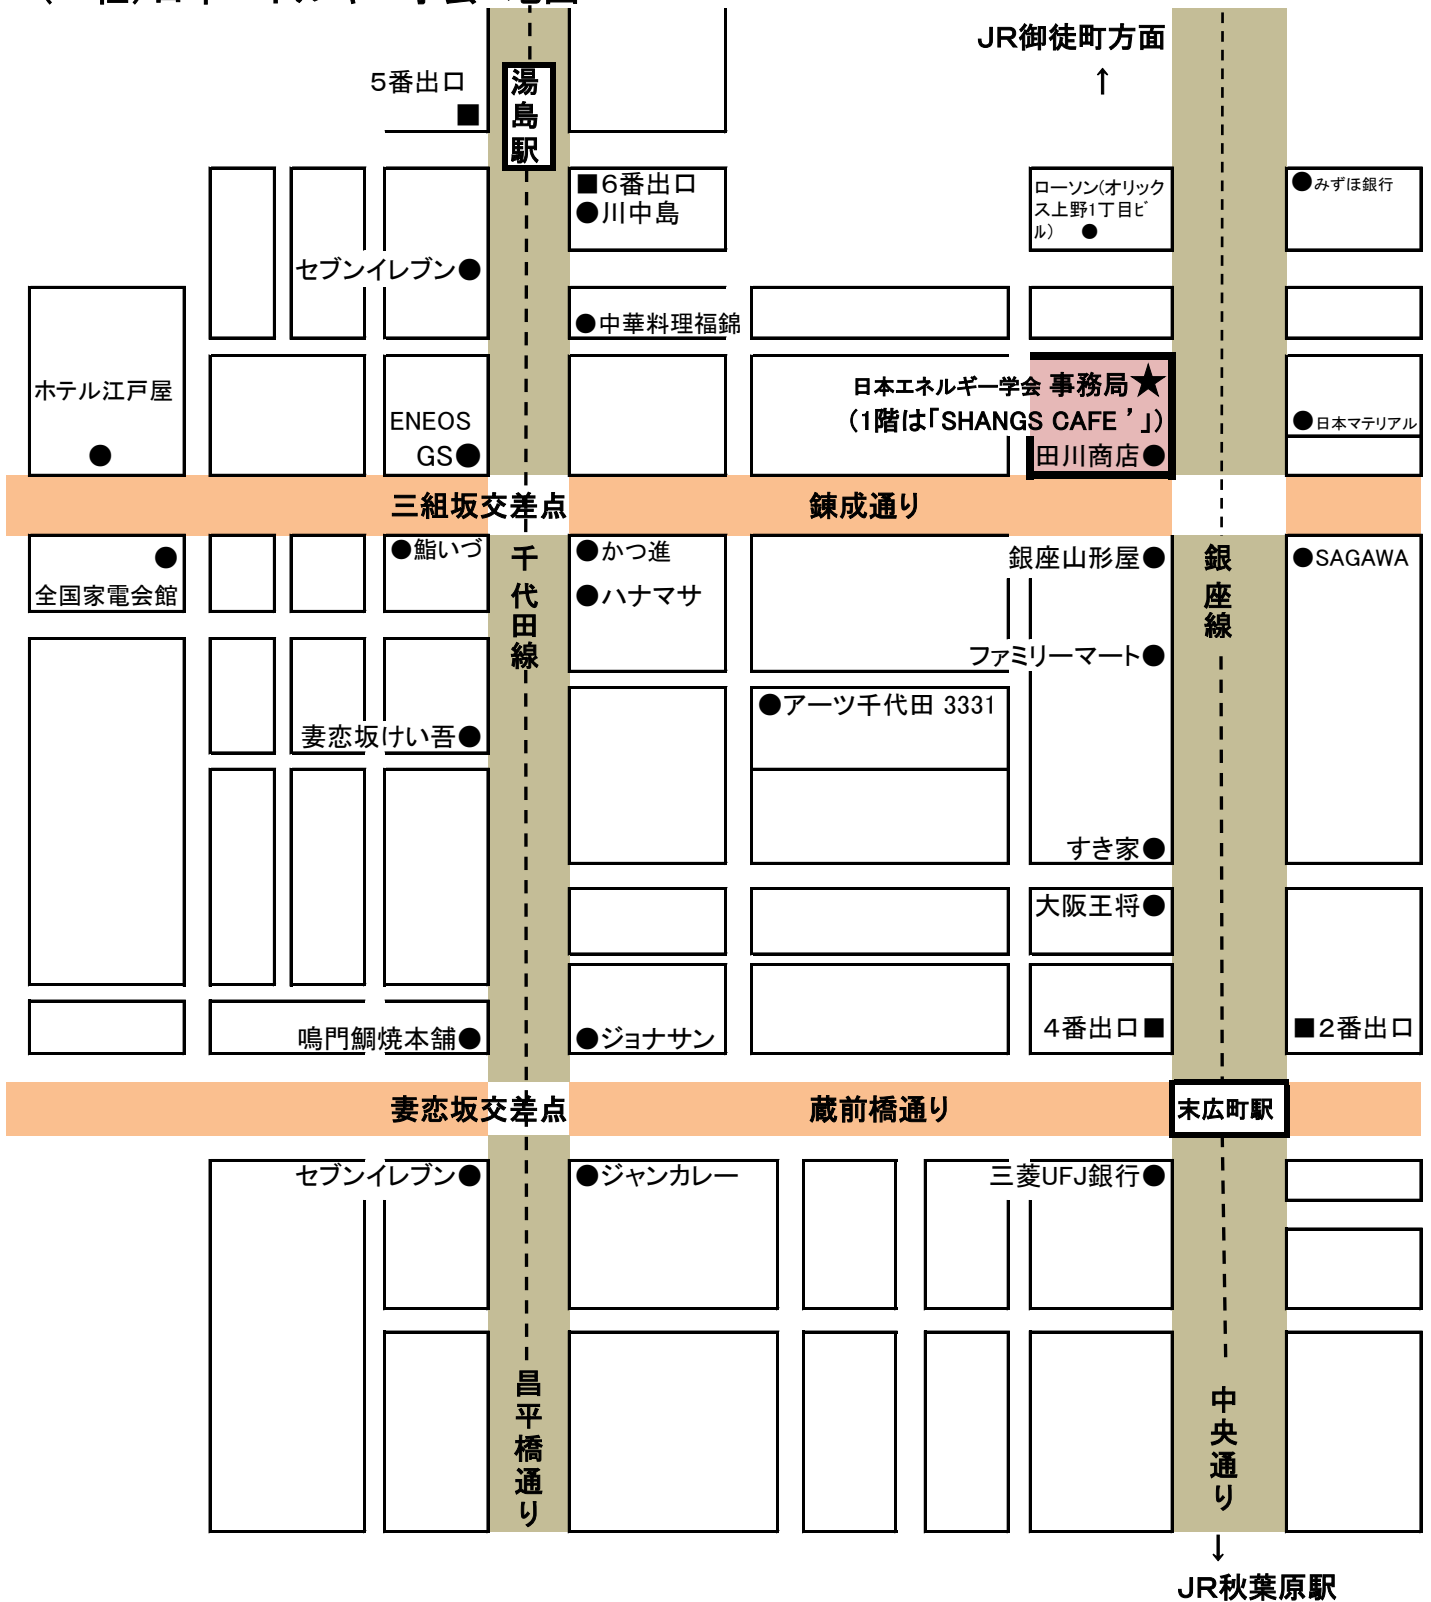 JR御徒町方面
↑
5番出口
■
湯島駅
■6番出口
●川中島
ローソン(オリック
ス上野1丁目ビ
ル) ●
●みずほ銀行
セブンイレブン●
●中華料理福錦
ホテル江戸屋
●
ENEOS
GS●
日本エネルギー学会 事務局★
(1階は「SHANGS CAFE ’」)
田川商店●
●日本マテリアル
三組坂交差点
錬成通り
●
全国家電会館
●鮨いづ
千代田線
●かつ進
●ハナマサ
銀座山形屋●
銀座線
●SAGAWA
ファミリーマート●
●アーツ千代田 3331
妻恋坂けい吾●
すき家●
大阪王将●
鳴門鯛焼本舗●
●ジョナサン
4番出口■
■2番出口
妻恋坂交差点
蔵前橋通り
末広町駅
セブンイレブン●
●ジャンカレー
三菱UFJ銀行●
昌平橋通り
中央通り
↓
JR秋葉原駅